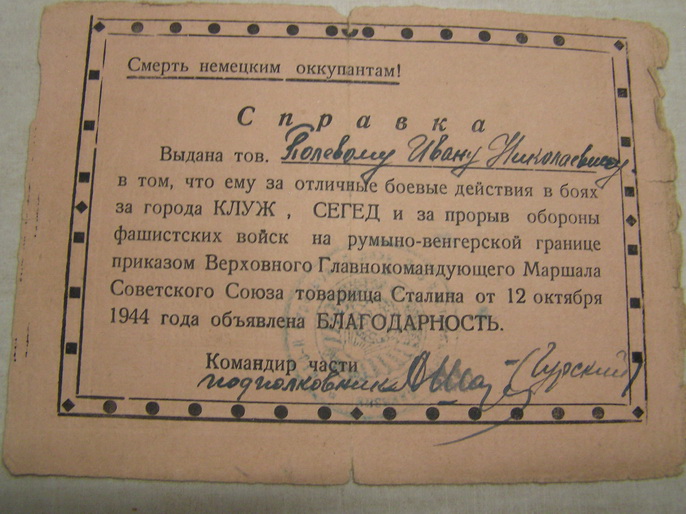 Смерть немецким оккупантам!
Справка
Выдана тов. Полевому Ивану Николаевичу
в том, что ему за отличные боевые действия в боях
за города КЛУЖ , СЕГЕД и за прорыв обороны
фашистских войск на румыно-венгерской границе
приказом Верховного Главнокомандующего Маршала
Советского Союза товарища Сталина от 12 октября
1944 года объявлена БЛАГОДАРНОСТЬ.
Командир части
подполковник